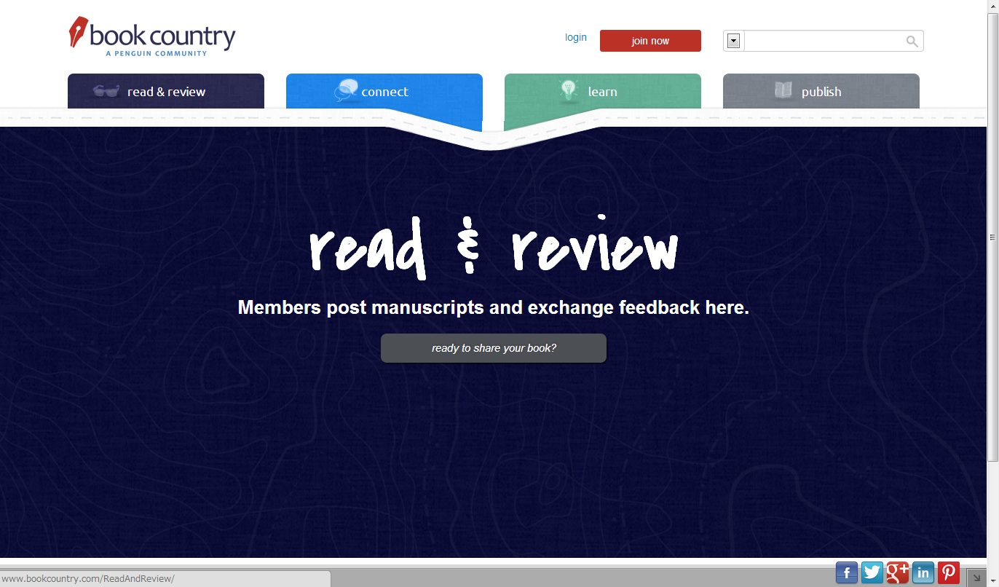 book country
A PENGUIN COMMUNITY
login
join now
read & review
connect
learn
publish
read & review
Members post manuscripts and exchange feedback here.
ready to share your book?
www.bookcountry.com/ReadAndReview/
f
g+
in